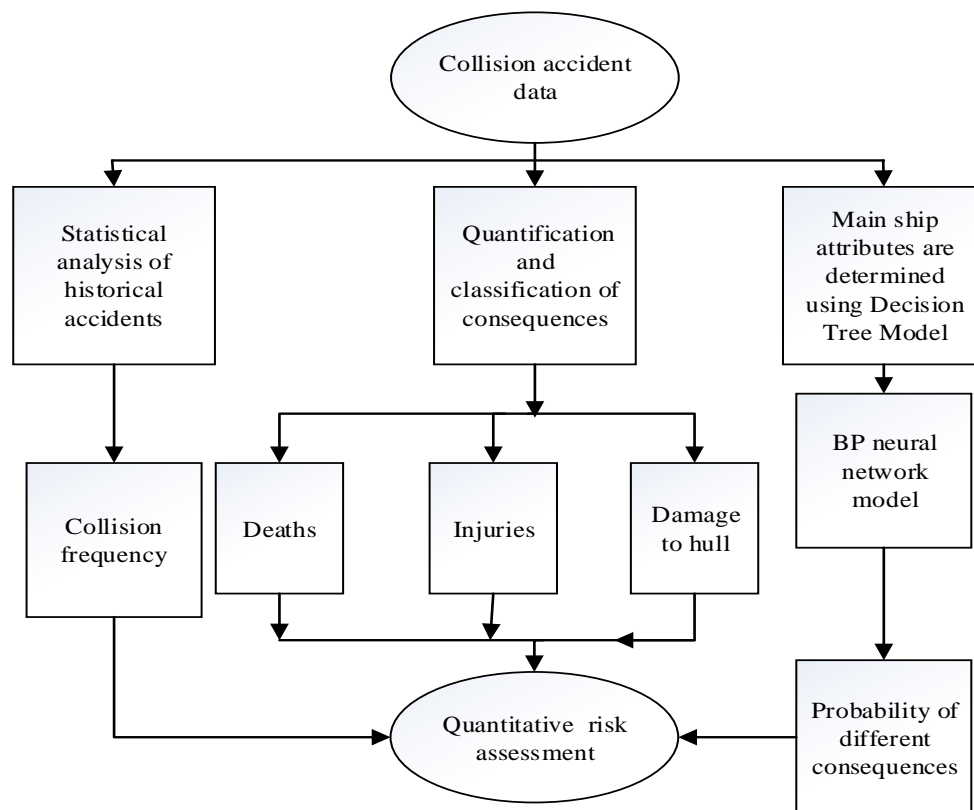 Collision accident
data
Statistical
analysis of
historical
accidents
Quantification
and
classification of
consequences
Main ship
attributes are
determined
using Decision
Tree Model
BP neural
network
model
Collision
frequency
Deaths
Injuries
Damage
to hull
Quantitative risk
assessment
Probability of
different
consequences